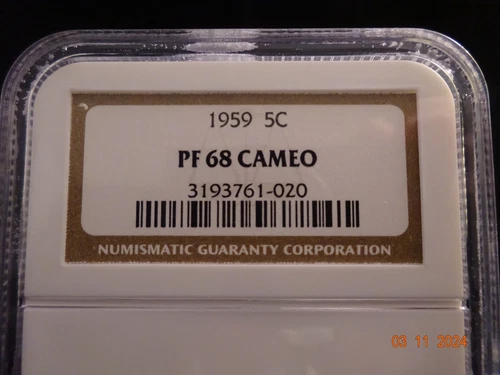 1959 5C
PF 68 CAMEO
3193761-020
NUMISMATIC GUARANTY CORPORATION
03 11 2024